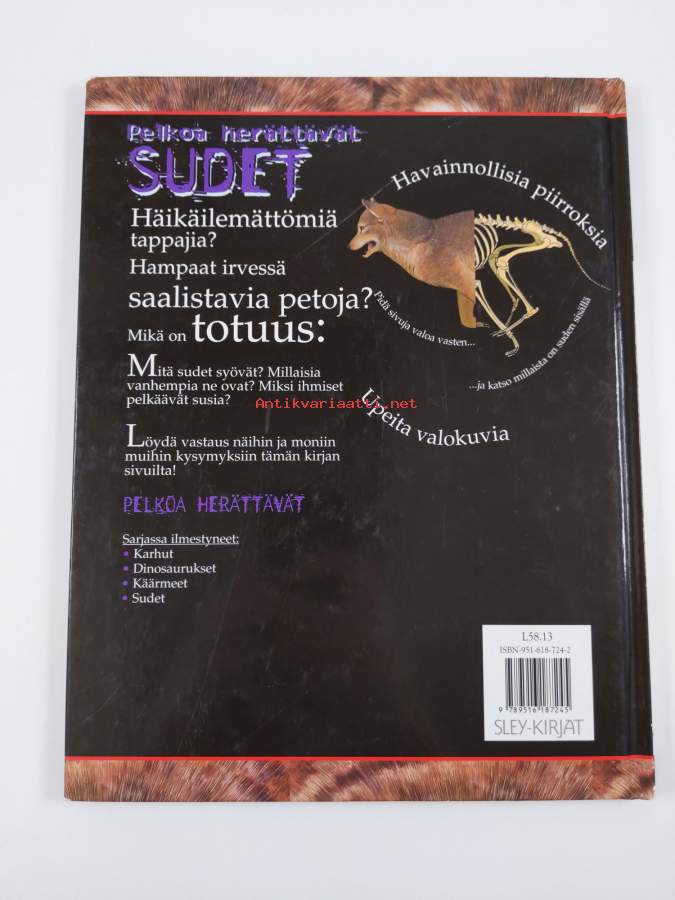 Pelkoa herättävät
SUDET
Häikäilemättömiä
tappajia?
Hampaat irvessä
saalistavia petoja?
Mikä on totuus:
Mitä sudet syövät? Millaisia
vanhempia ne ovat? Miksi ihmiset
pelkäävät susia?
Löydä vastaus näihin ja moniin
muihin kysymyksiin tämän kirjan
sivuilta!
PELKOA HERÄTTÄVÄT
Sarjassa ilmestyneet:
• Karhut
• Dinosaurukset
• Käärmeet
• Sudet
Havainnollisia piirroksia
Pidä sivuja valoa vasten...
...ja katso millaista on suden sisällä
Upeita valokuvia
Antikvariaatti.net
L58.13
ISBN-951-618-724-2
9 789516 187245
SLEY-KIRJAT